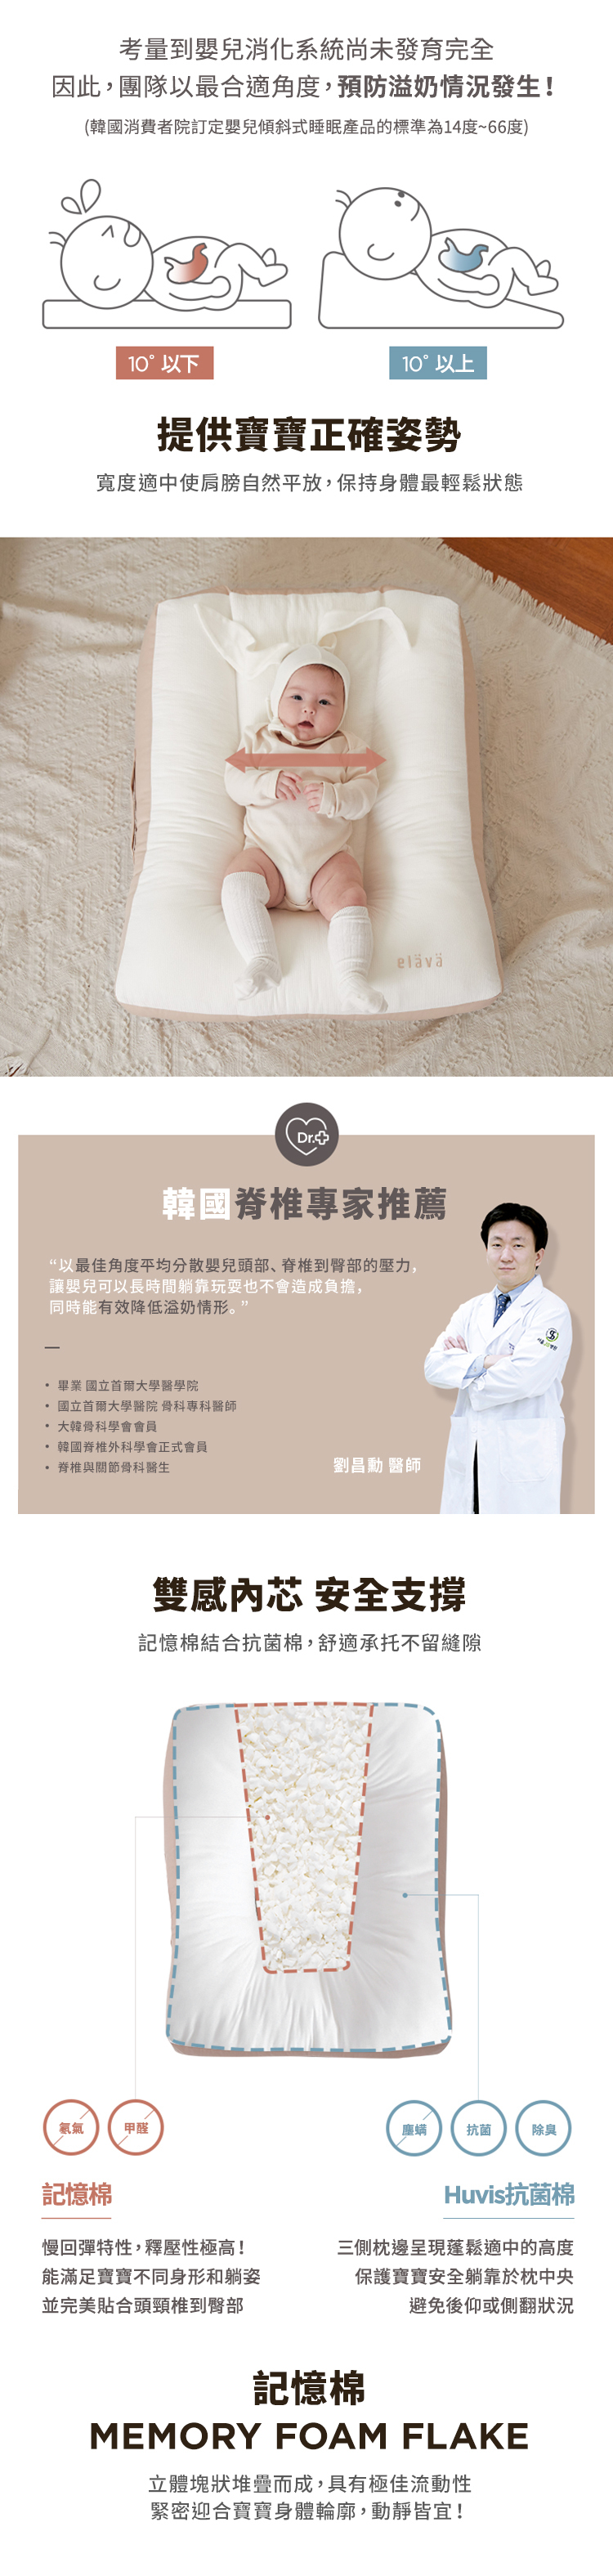 考量到嬰兒消化系統尚未發育完全
因此，團隊以最合適角度，預防溢奶情況發生！
(韓國消費者院訂定嬰兒傾斜式睡眠產品的標準為14度~66度)
10° 以下
10° 以上
提供寶寶正確姿勢
寬度適中使肩膀自然平放，保持身體最輕鬆狀態
elävä
Dr.+
韓國脊椎專家推薦
“以最佳角度平均分散嬰兒頭部、脊椎到臀部的壓力，
讓嬰兒可以長時間躺靠玩耍也不會造成負擔，
同時能有效降低溢奶情形。”
• 畢業 國立首爾大學醫學院
• 國立首爾大學醫院 骨科專科醫師
• 大韓骨科學會會員
• 韓國脊椎外科學會正式會員
• 脊椎與關節骨科醫生
劉昌勳 醫師
雙感內芯 安全支撐
記憶棉結合抗菌棉，舒適承托不留縫隙
氡氣
甲醛
塵蟎
抗菌
除臭
記憶棉
慢回彈特性，釋壓性極高！
能滿足寶寶不同身形和躺姿
並完美貼合頭頸椎到臀部
Huvis抗菌棉
三側枕邊呈現蓬鬆適中的高度
保護寶寶安全躺靠於枕中央
避免後仰或側翻狀況
記憶棉
MEMORY FOAM FLAKE
立體塊狀堆疊而成，具有極佳流動性
緊密迎合寶寶身體輪廓，動靜皆宜！